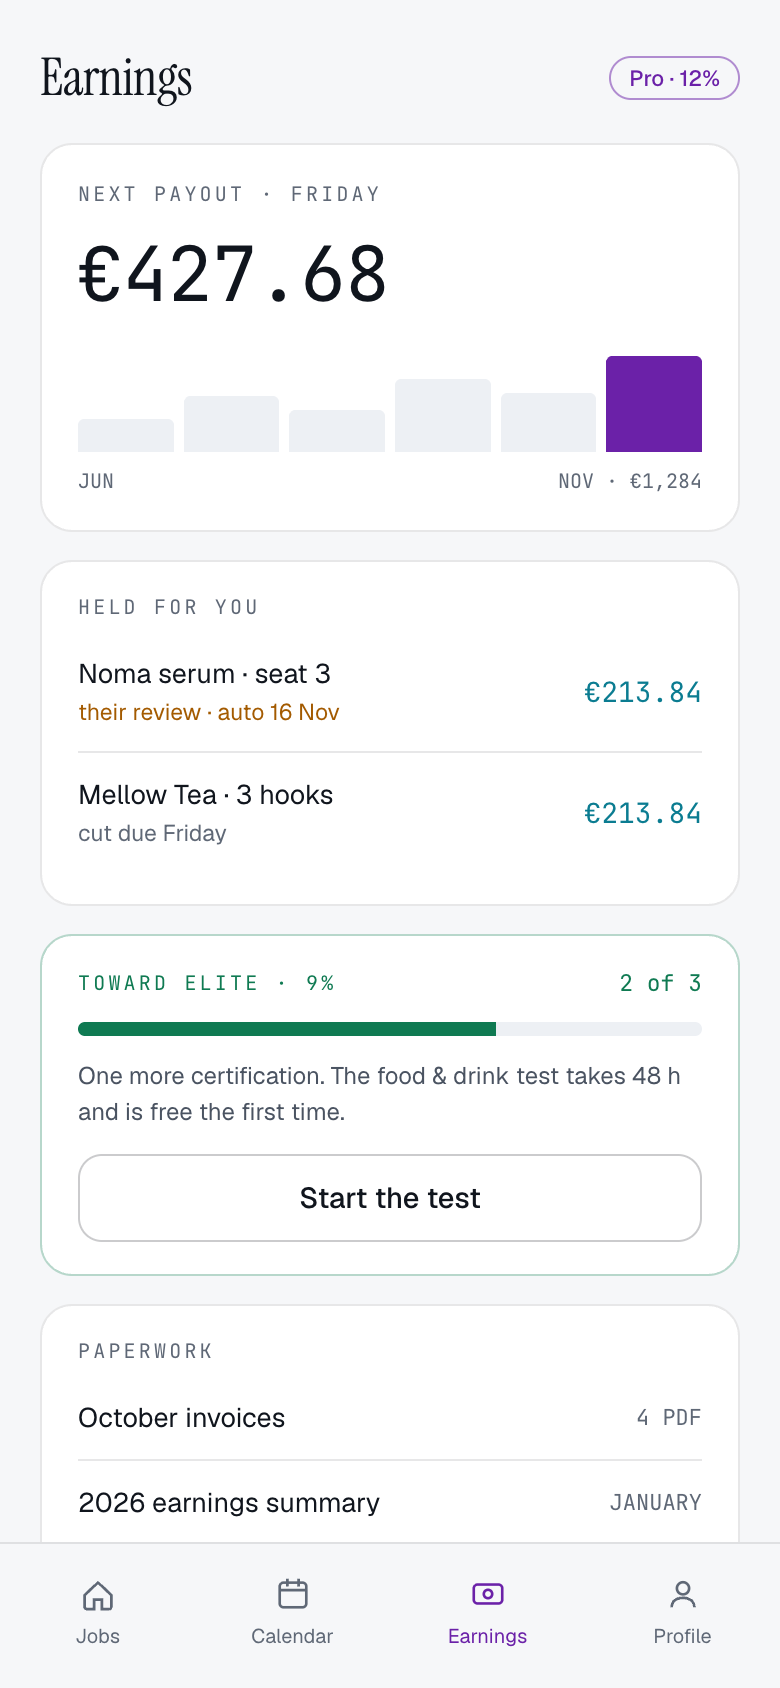 Earnings
Pro · 12%
NEXT PAYOUT · FRIDAY
€427.68
JUN
NOV · €1,284
HELD FOR YOU
Noma serum · seat 3
their review · auto 16 Nov
€213.84
Mellow Tea · 3 hooks
cut due Friday
€213.84
TOWARD ELITE · 9%
2 of 3
One more certification. The food & drink test takes 48 h
and is free the first time.
Start the test
PAPERWORK
October invoices
4 PDF
2026 earnings summary
JANUARY
Jobs
Calendar
Earnings
Profile